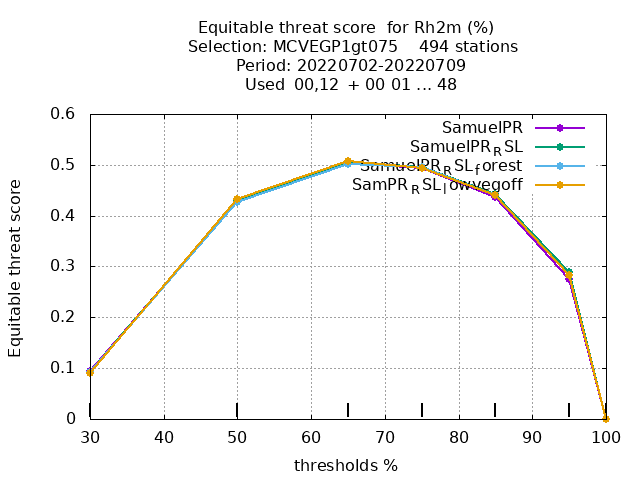 Equitable threat score  for Rh2m (%)
Selection: MCVEGP1gt075    494 stations
Period: 20220702-20220709
Used  00,12  + 00 01 ... 48
SamuelPR
SamuelPR_RSL
SamuelPR_RSL_forest
SamPR_RSL_lowvegoff
Equitable threat score
0.6
0.5
0.4
0.3
0.2
0.1
0
30 40 50 60 70 80 90 100
thresholds %